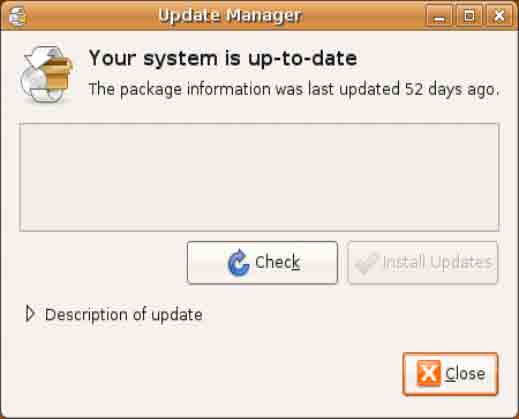 Update Manager
Your system is up-to-date
The package information was last updated 52 days ago.
Check
Install Updates
Description of update
Close